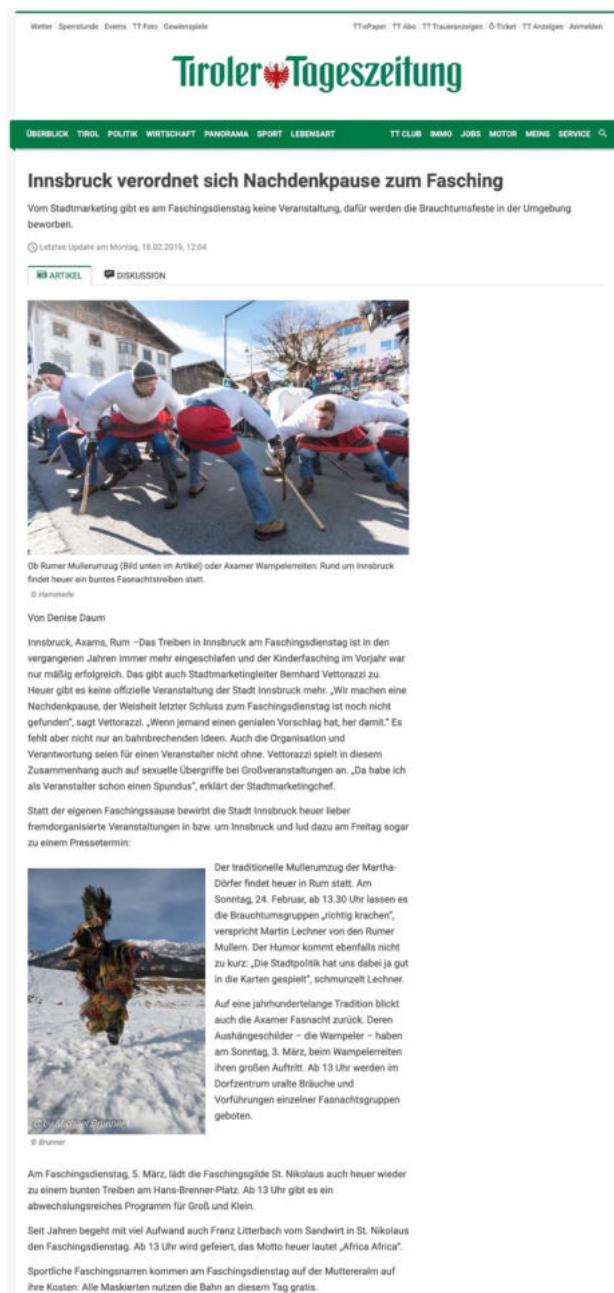 Wetter Sperrstunde Events TT Foto Gewinnspiele
TT-ePaper TT Abo TT Traueranzeigen Ö-Ticket TT Anzeigen Anmelden
Tiroler Tageszeitung
ÜBERBLICK TIROL POLITIK WIRTSCHAFT PANORAMA SPORT LEBENSART
TT CLUB IMMO JOBS MOTOR MEINS SERVICE
Innsbruck verordnet sich Nachdenkpause zum Fasching
Vom Stadtmarketing gibt es am Faschingsdienstag keine Veranstaltung, dafür werden die Brauchtumsfeste in der Umgebung
beworben.
Letztes Update am Montag, 18.02.2019, 12:04
ARTIKEL
DISKUSSION
Ob Rumer Mullerumzug (Bild unten im Artikel) oder Axamer Wampelerreiten: Rund um Innsbruck
findet heuer ein buntes Fasnachtstreiben statt.
© Hammerle
Von Denise Daum
Innsbruck, Axams, Rum –Das Treiben in Innsbruck am Faschingsdienstag ist in den
vergangenen Jahren immer mehr eingeschlafen und der Kinderfasching im Vorjahr war
nur mäßig erfolgreich. Das gibt auch Stadtmarketingleiter Bernhard Vettorazzi zu.
Heuer gibt es keine offizielle Veranstaltung der Stadt Innsbruck mehr. „Wir machen eine
Nachdenkpause, der Weisheit letzter Schluss zum Faschingsdienstag ist noch nicht
gefunden“, sagt Vettorazzi. „Wenn jemand einen genialen Vorschlag hat, her damit.“ Es
fehlt aber nicht nur an bahnbrechenden Ideen. Auch die Organisation und
Verantwortung seien für einen Veranstalter nicht ohne. Vettorazzi spielt in diesem
Zusammenhang auch auf sexuelle Übergriffe bei Großveranstaltungen an. „Da habe ich
als Veranstalter schon einen Spundus“, erklärt der Stadtmarketingchef.
Statt der eigenen Faschingssause bewirbt die Stadt Innsbruck heuer lieber
fremdorganisierte Veranstaltungen in bzw. um Innsbruck und lud dazu am Freitag sogar
zu einem Pressetermin:
Der traditionelle Mullerumzug der Martha-
Dörfer findet heuer in Rum statt. Am
Sonntag, 24. Februar, ab 13.30 Uhr lassen es
die Brauchtumsgruppen „richtig krachen“,
verspricht Martin Lechner von den Rumer
Mullern. Der Humor kommt ebenfalls nicht
zu kurz: „Die Stadtpolitik hat uns dabei ja gut
in die Karten gespielt“, schmunzelt Lechner.
Auf eine jahrhundertelange Tradition blickt
auch die Axamer Fasnacht zurück. Deren
Aushängeschilder – die Wampeler – haben
am Sonntag, 3. März, beim Wampelerreiten
ihren großen Auftritt. Ab 13 Uhr werden im
Dorfzentrum uralte Bräuche und
Vorführungen einzelner Fasnachtsgruppen
geboten.
© by Michael Brunner
© Brunner
Am Faschingsdienstag, 5. März, lädt die Faschingsgilde St. Nikolaus auch heuer wieder
zu einem bunten Treiben am Hans-Brenner-Platz. Ab 13 Uhr gibt es ein
abwechslungsreiches Programm für Groß und Klein.
Seit Jahren begeht mit viel Aufwand auch Franz Litterbach vom Sandwirt in St. Nikolaus
den Faschingsdienstag. Ab 13 Uhr wird gefeiert, das Motto heuer lautet „Africa Africa“.
Sportliche Faschingsnarren kommen am Faschingsdienstag auf der Muttereralm auf
ihre Kosten: Alle Maskierten nutzen die Bahn an diesem Tag gratis.